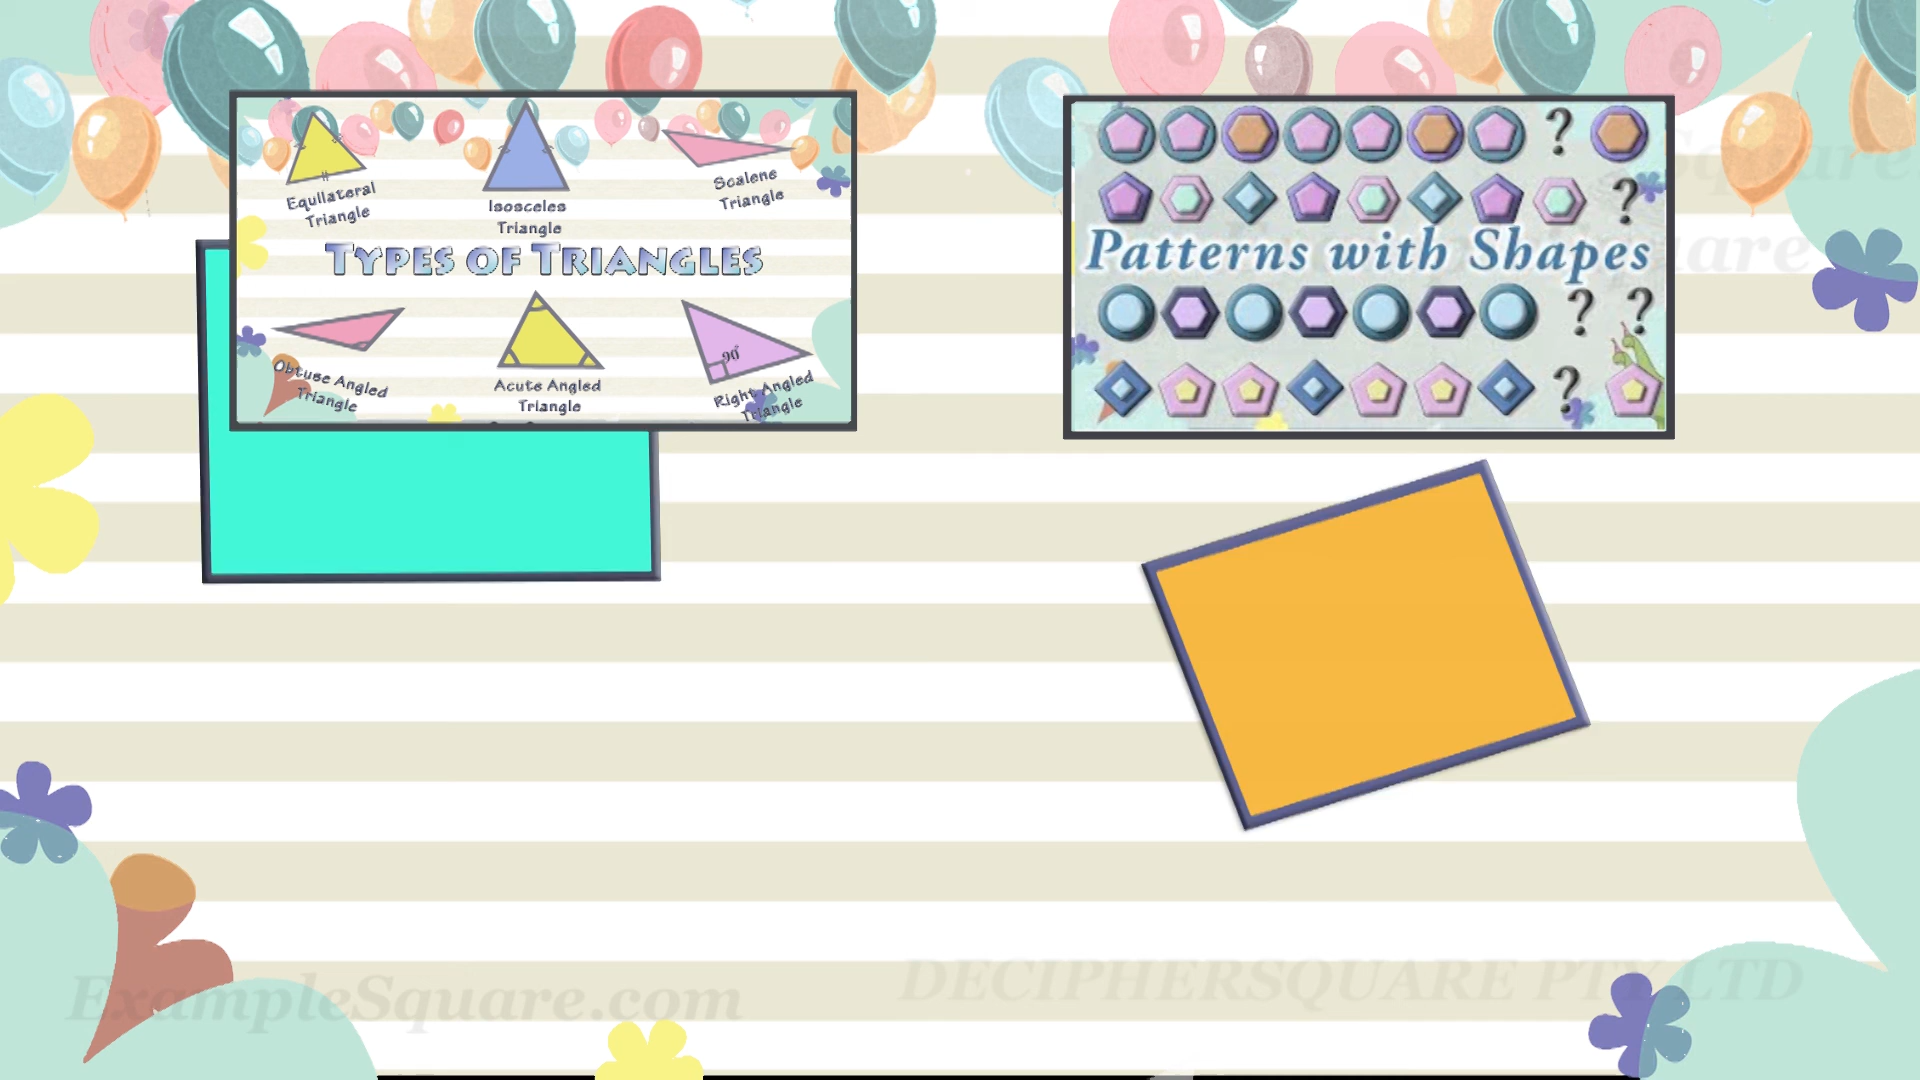 Equilateral
Triangle
Isosceles
Triangle
Scalene
Triangle
Types of Triangles
Obtuse Angled
Triangle
Acute Angled
Triangle
90°
Right Angled
Triangle
? 
?
Patterns with Shapes
? ?
?
ExampleSquare.com
DECIPHERSQUARE PTY LTD